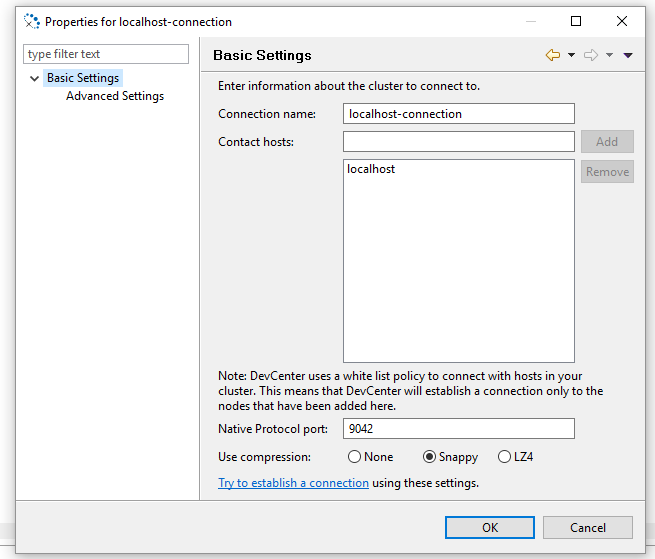 Properties for localhost-connection
type filter text
Basic Settings
Advanced Settings
Basic Settings
Enter information about the cluster to connect to.
Connection name: localhost-connection
Contact hosts: Add
localhost Remove
Note: DevCenter uses a white list policy to connect with hosts in your
cluster. This means that DevCenter will establish a connection only to the
nodes that have been added here.
Native Protocol port: 9042
Use compression: None Snappy LZ4
Try to establish a connection using these settings.
OK Cancel